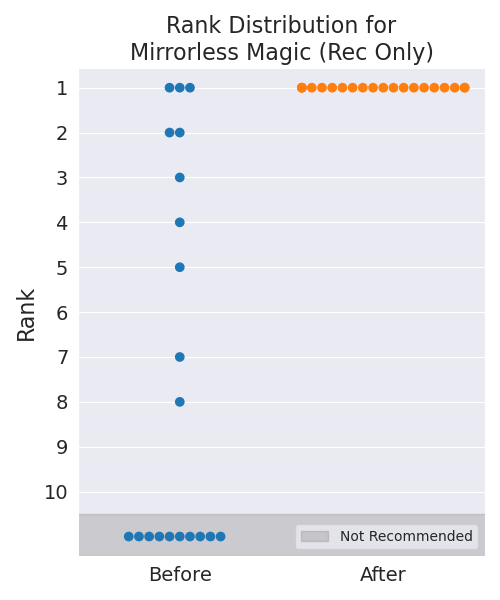 Rank Distribution for
Mirrorless Magic (Rec Only)
1
2
3
4
5
6
7
8
9
10
Rank
Not Recommended
Before
After